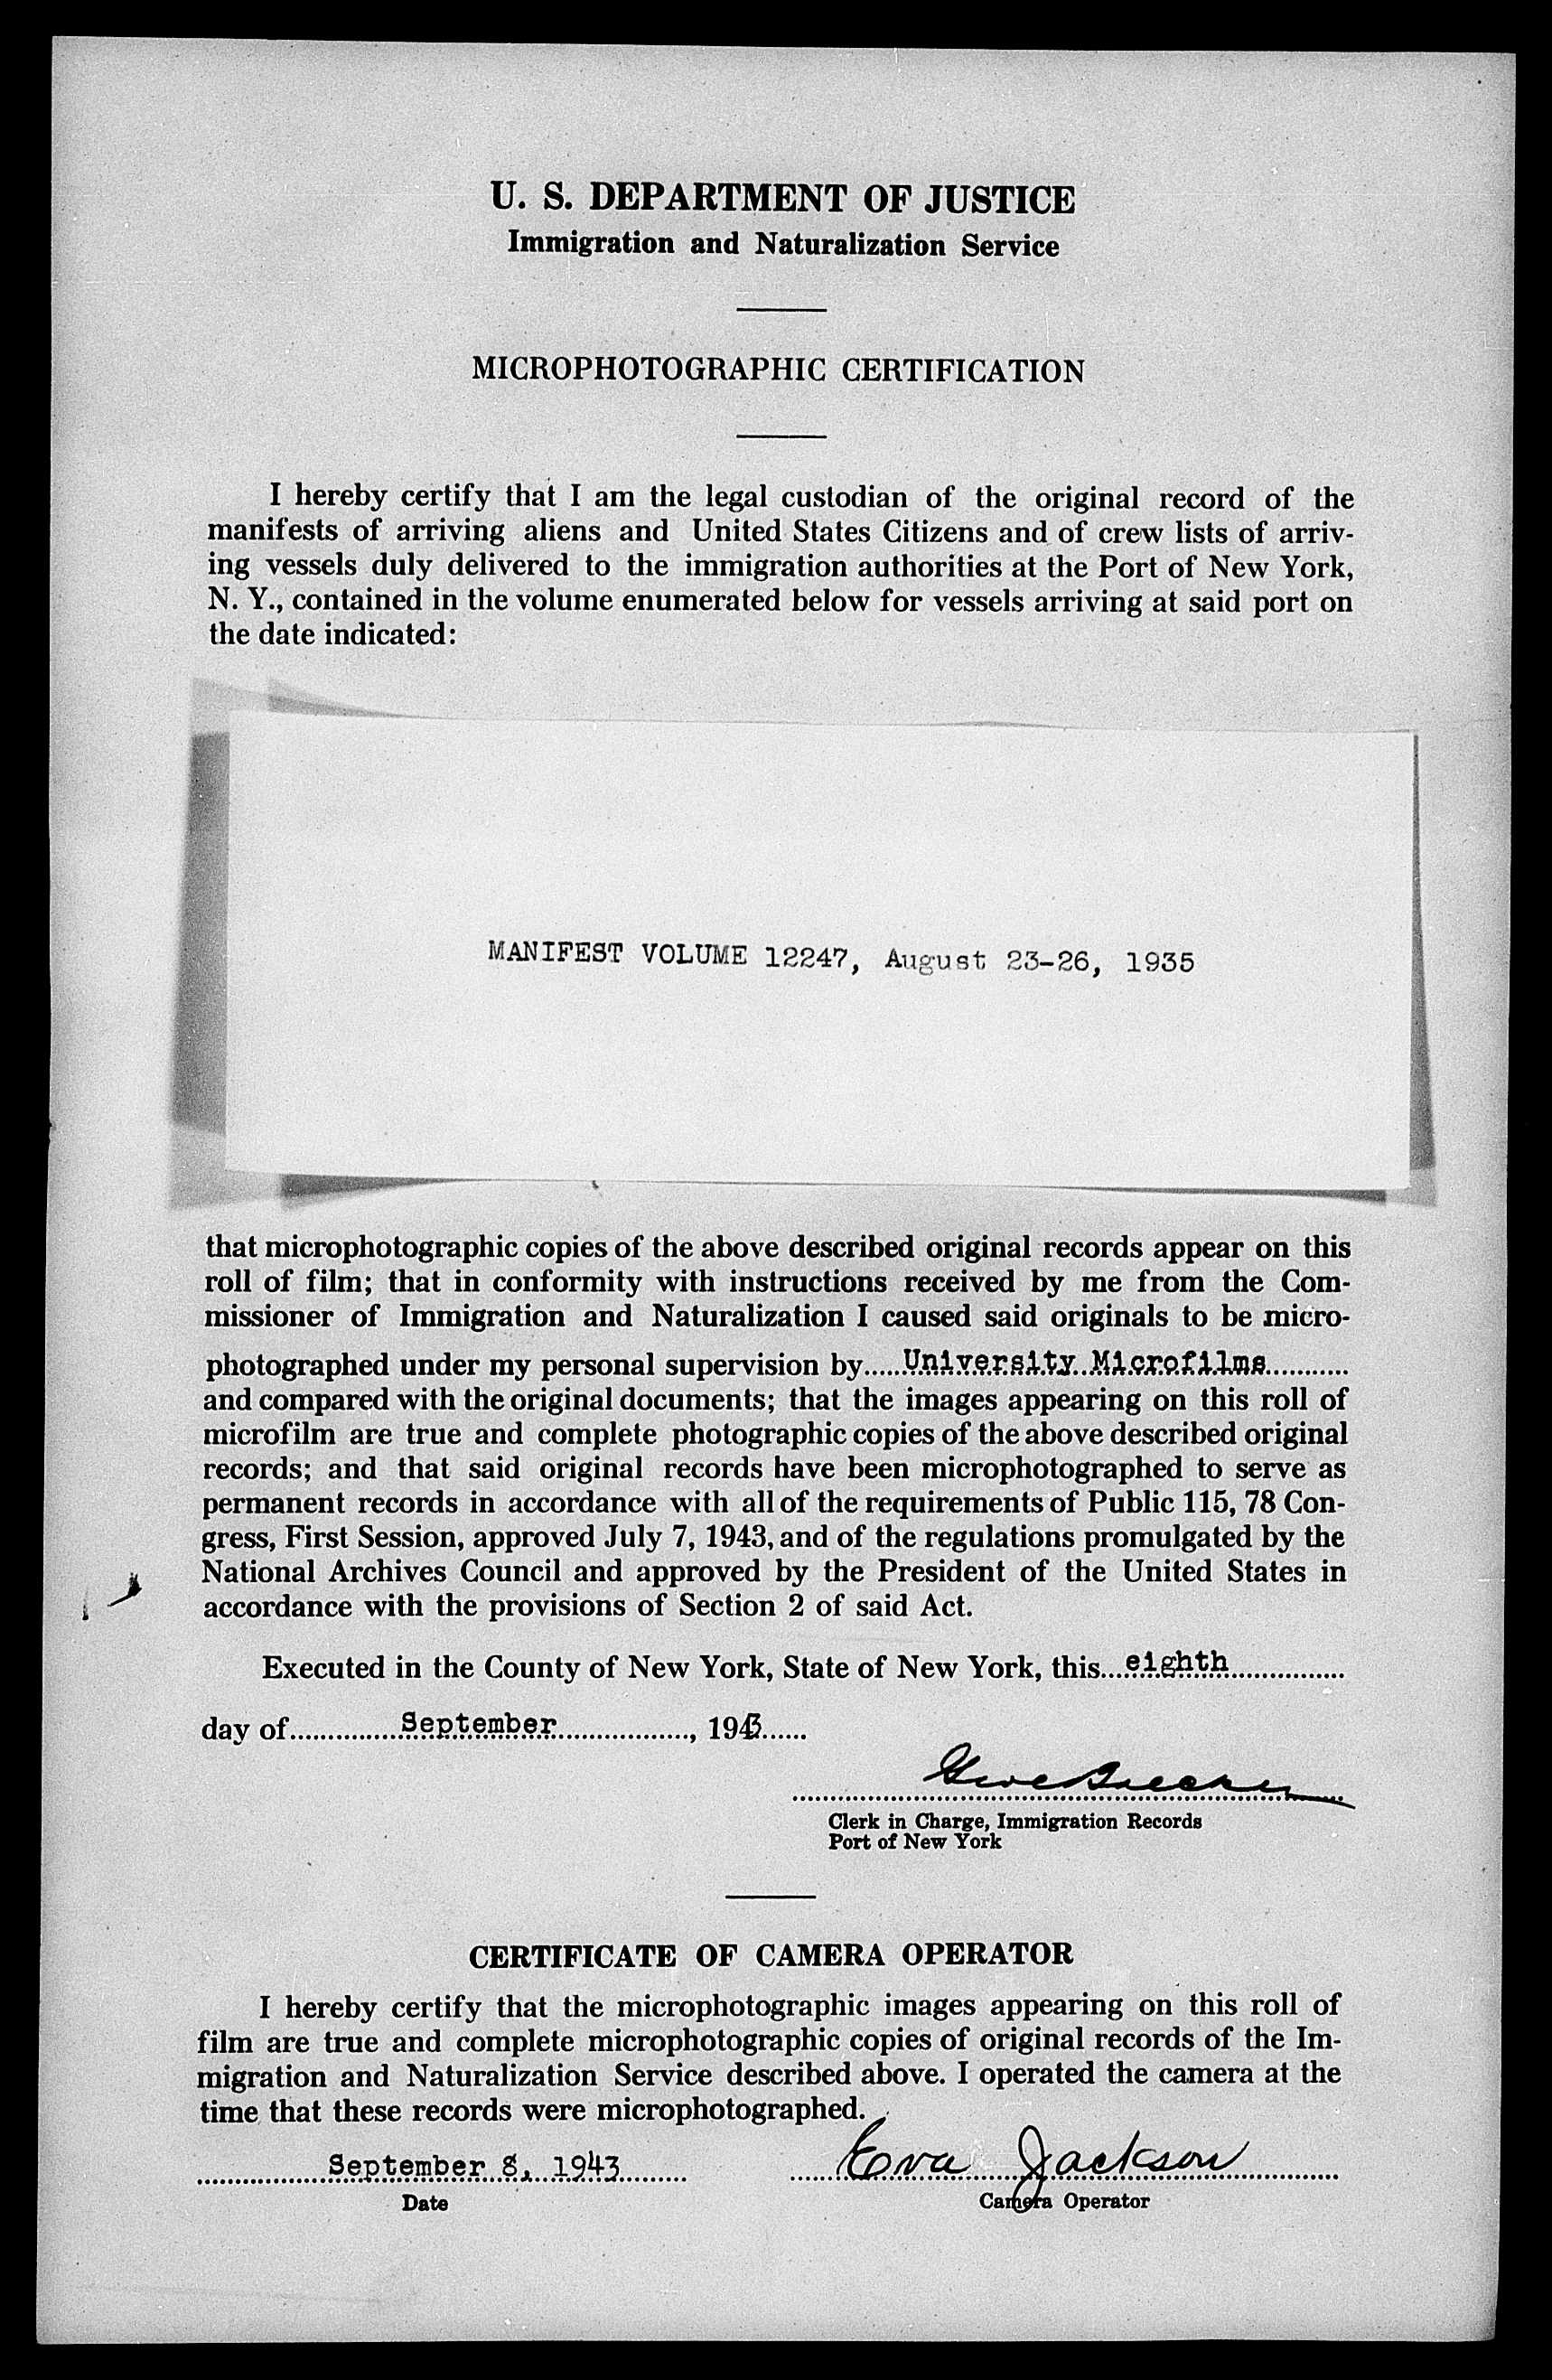 U. S. DEPARTMENT OF JUSTICE
Immigration and Naturalization Service
MICROPHOTOGRAPHIC CERTIFICATION
I hereby certify that I am the legal custodian of the original record of the
manifests of arriving aliens and United States Citizens and of crew lists of arriv-
ing vessels duly delivered to the immigration authorities at the Port of New York,
N. Y., contained in the volume enumerated below for vessels arriving at said port on
the date indicated:
MANIFEST VOLUME 12247, August 23-26, 1935
that microphotographic copies of the above described original records appear on this
roll of film; that in conformity with instructions received by me from the Com-
missioner of Immigration and Naturalization I caused said originals to be micro-
photographed under my personal supervision by.....University Microfilms...........
and compared with the original documents; that the images appearing on this roll of
microfilm are true and complete photographic copies of the above described original
records; and that said original records have been microphotographed to serve as
permanent records in accordance with all of the requirements of Public 115, 78 Con-
gress, First Session, approved July 7, 1943, and of the regulations promulgated by the
National Archives Council and approved by the President of the United States in
accordance with the provisions of Section 2 of said Act.
Executed in the County of New York, State of New York, this....eighth...............
day of..............September................., 1943......
Clerk in Charge, Immigration Records
Port of New York
CERTIFICATE OF CAMERA OPERATOR
I hereby certify that the microphotographic images appearing on this roll of
film are true and complete microphotographic copies of original records of the Im-
migration and Naturalization Service described above. I operated the camera at the
time that these records were microphotographed.
September 8, 1943 Eva Jackson
Date Camera Operator